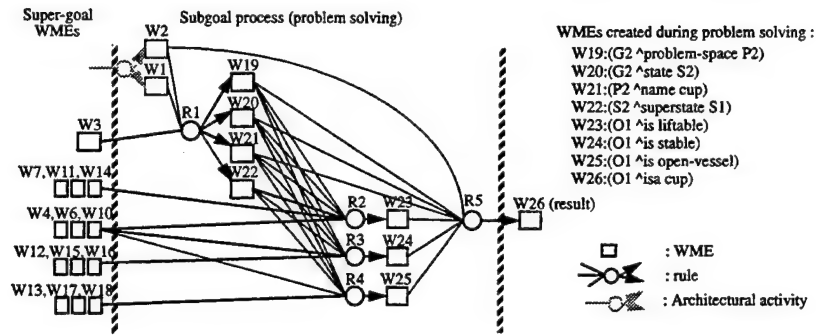 Super-goal
WMEs
Subgoal process (problem solving)
WMEs created during problem solving :
W19:(G2 ^problem-space P2)
W20:(G2 ^state S2)
W21:(P2 ^name cup)
W22:(S2 ^superstate S1)
W23:(O1 ^is liftable)
W24:(O1 ^is stable)
W25:(O1 ^is open-vessel)
W26:(O1 ^isa cup)
W2
W1
W19
W20
R1
W21
W22
W3
W7,W11,W14
W4,W6,W10
W12,W15,W16
W13,W17,W18
R2
W23
R3
W24
R4
W25
R5
W26 (result)
: WME
: rule
: Architectural activity